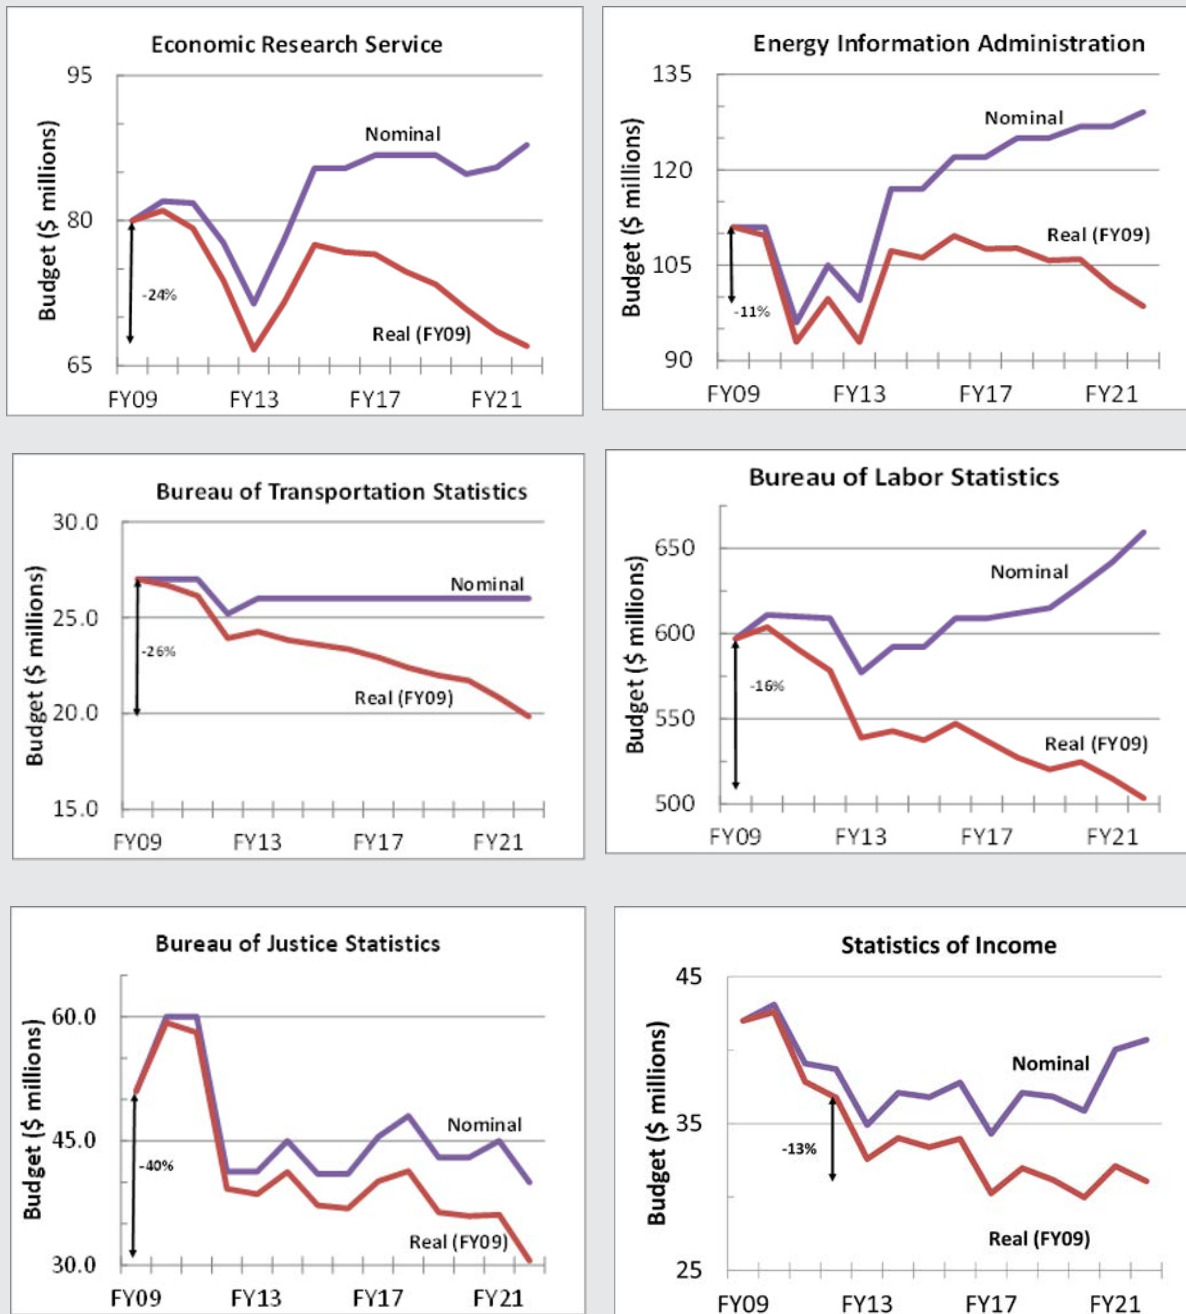 Economic Research Service
95
80
65
Budget ($ millions)
Nominal
-24%
Real (FY09)
FY09 FY13 FY17 FY21
Energy Information Administration
135
120
105
90
Budget ($ millions)
Nominal
Real (FY09)
-11%
FY09 FY13 FY17 FY21
Bureau of Transportation Statistics
30.0
25.0
20.0
15.0
Budget ($ millions)
Nominal
-26%
Real (FY09)
FY09 FY13 FY17 FY21
Bureau of Labor Statistics
650
600
550
500
Budget ($ millions)
Nominal
-16%
Real (FY09)
FY09 FY13 FY17 FY21
Bureau of Justice Statistics
60.0
45.0
30.0
Budget ($ millions)
Nominal
-40%
Real (FY09)
FY09 FY13 FY17 FY21
Statistics of Income
45
35
25
Budget ($ millions)
Nominal
-13%
Real (FY09)
FY09 FY13 FY17 FY21